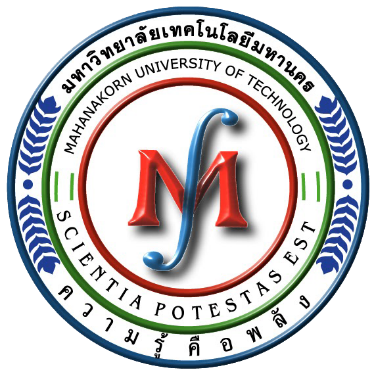 มหาวิทยาลัยเทคโนโลยีมหานคร
MAHANAKORN UNIVERSITY OF TECHNOLOGY
M
SCIENTIA POTESTAS EST
ความรู้คือพลัง